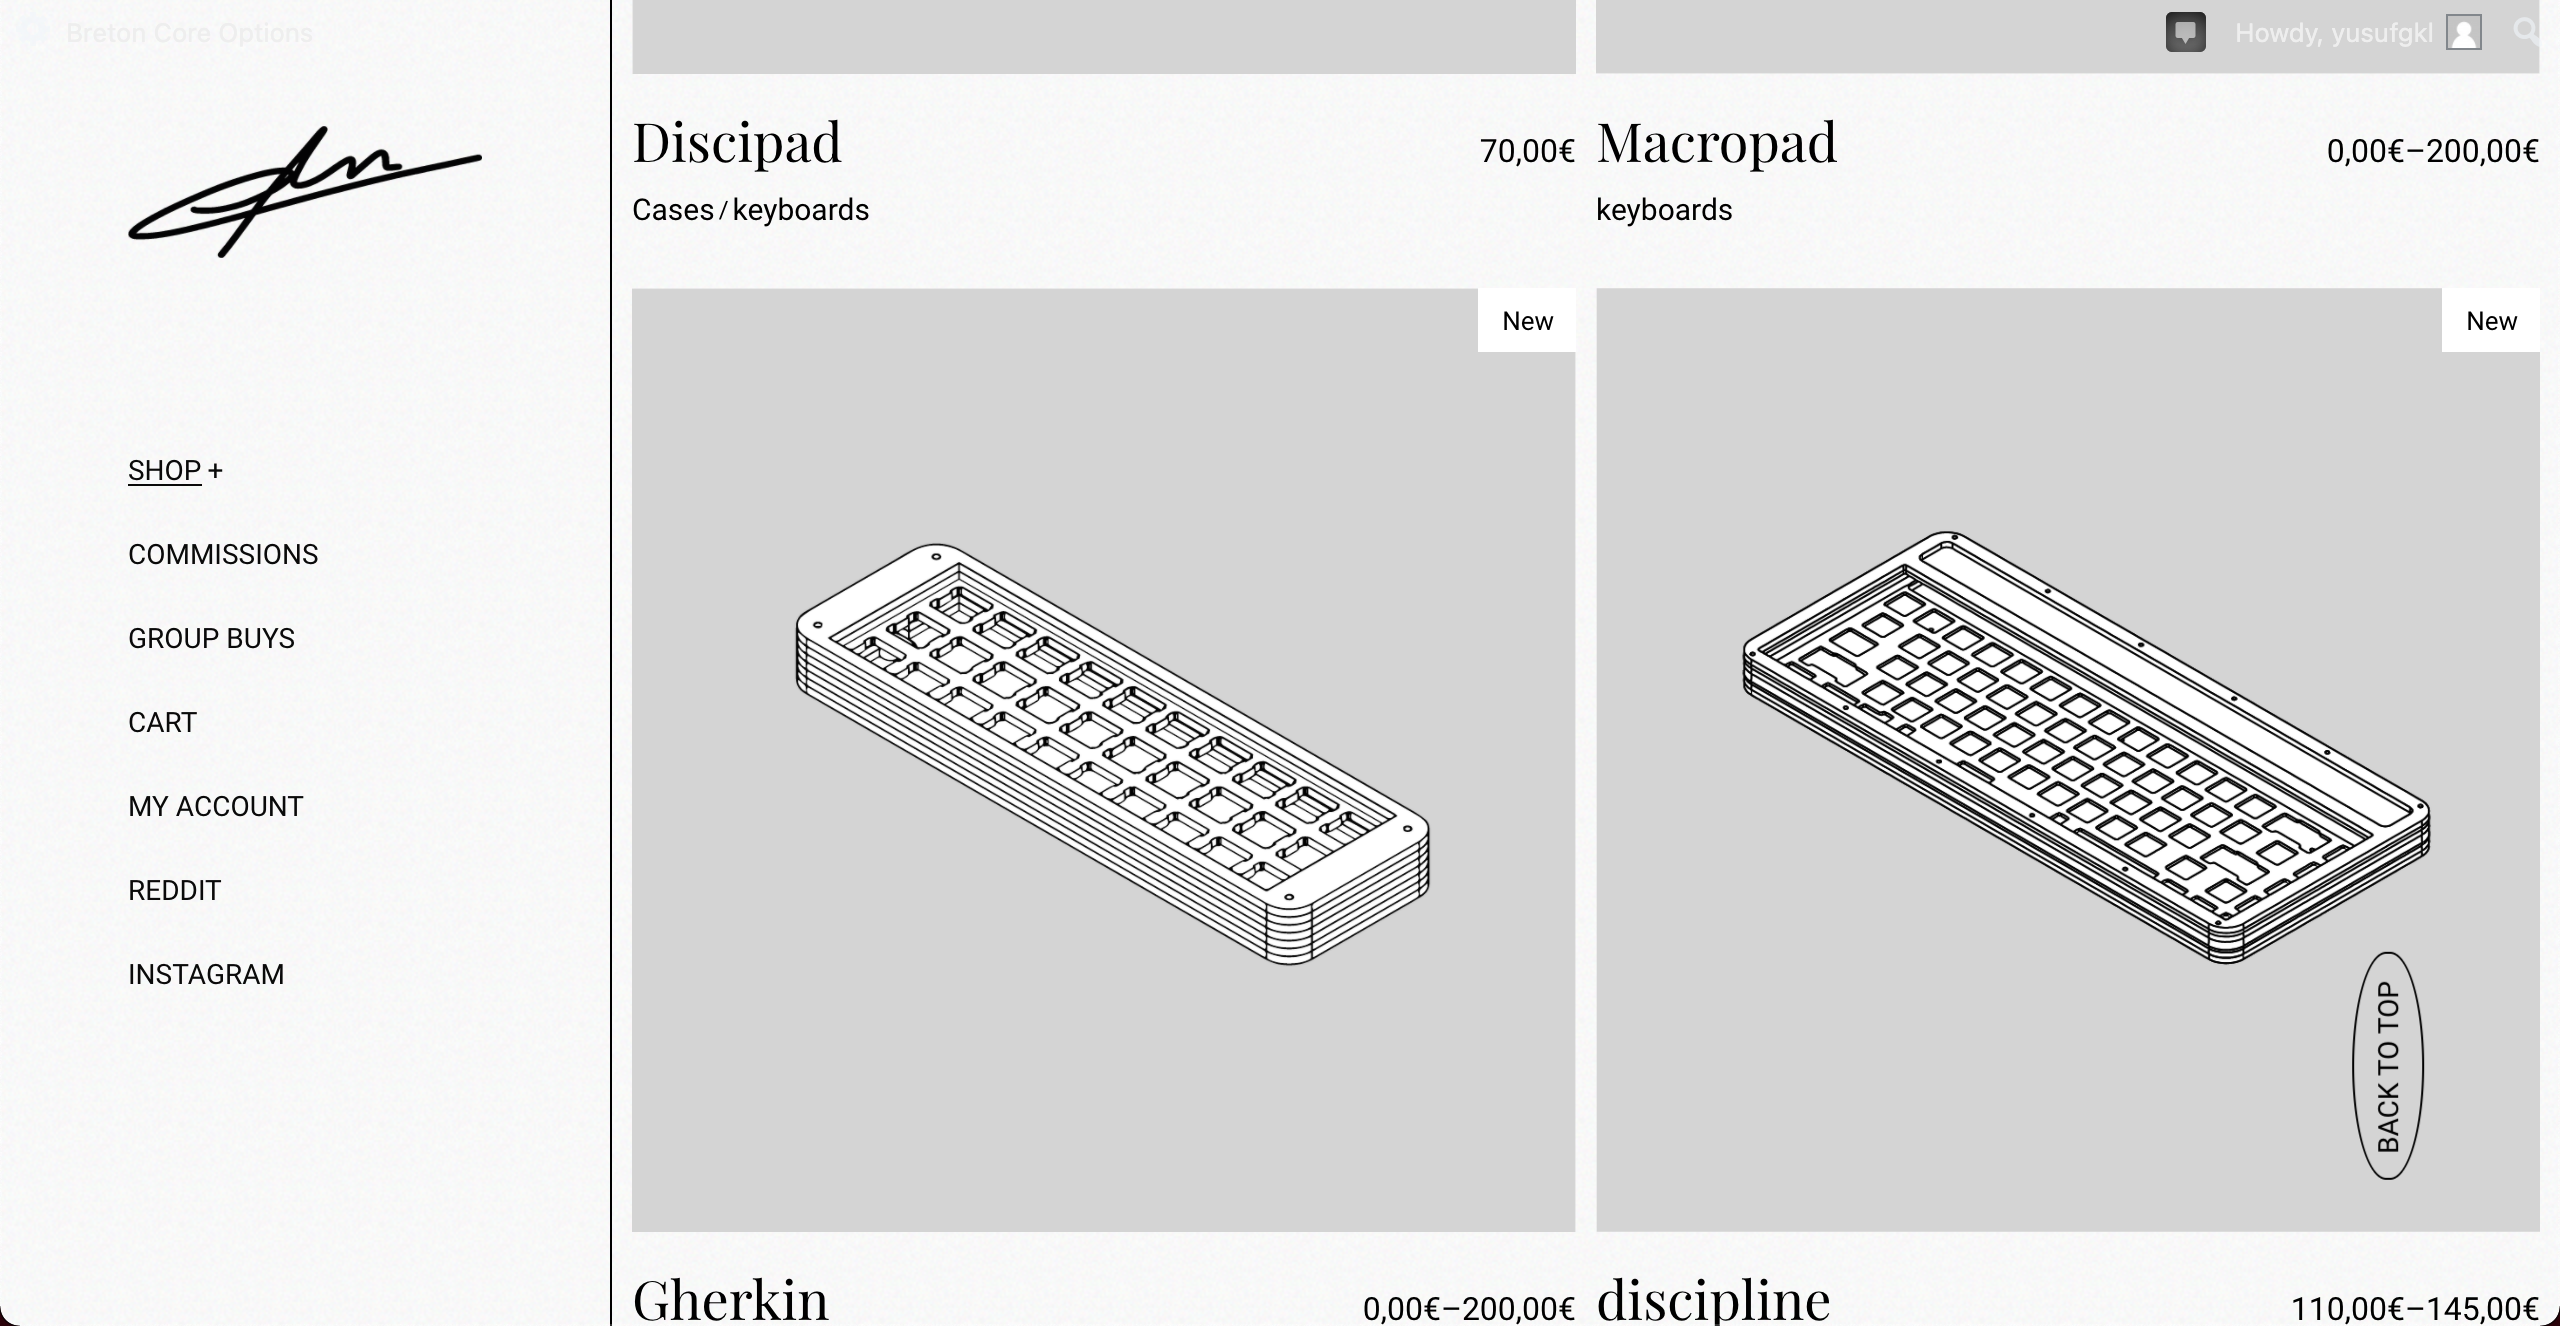 Breton Core Options
Howdy, yusufgkl
SHOP +
COMMISSIONS
GROUP BUYS
CART
MY ACCOUNT
REDDIT
INSTAGRAM
Discipad
70,00€
Cases / keyboards
Macropad
0,00€–200,00€
keyboards
New
New
BACK TO TOP
Gherkin
0,00€–200,00€
discipline
110,00€–145,00€